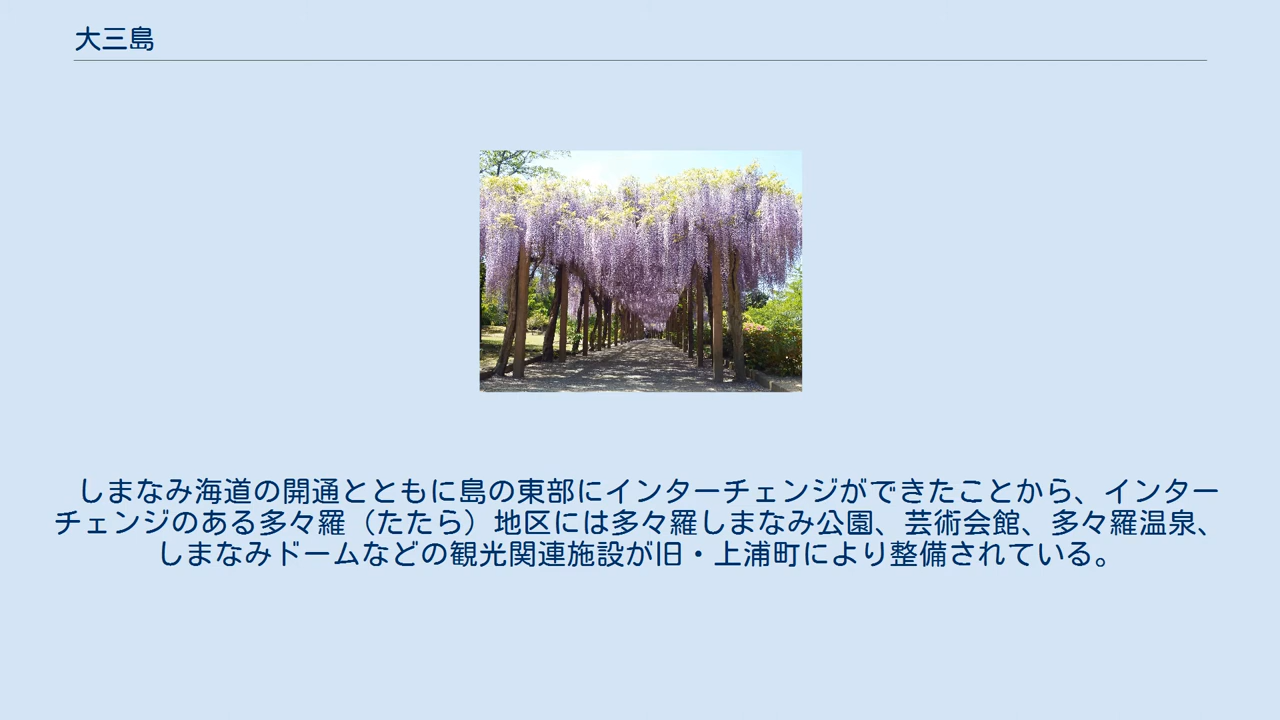 大三島
しまなみ海道の開通とともに島の東部にインターチェンジができたことから、インター
チェンジのある多々羅（たたら）地区には多々羅しまなみ公園、芸術会館、多々羅温泉、
しまなみドームなどの観光関連施設が旧・上浦町により整備されている。